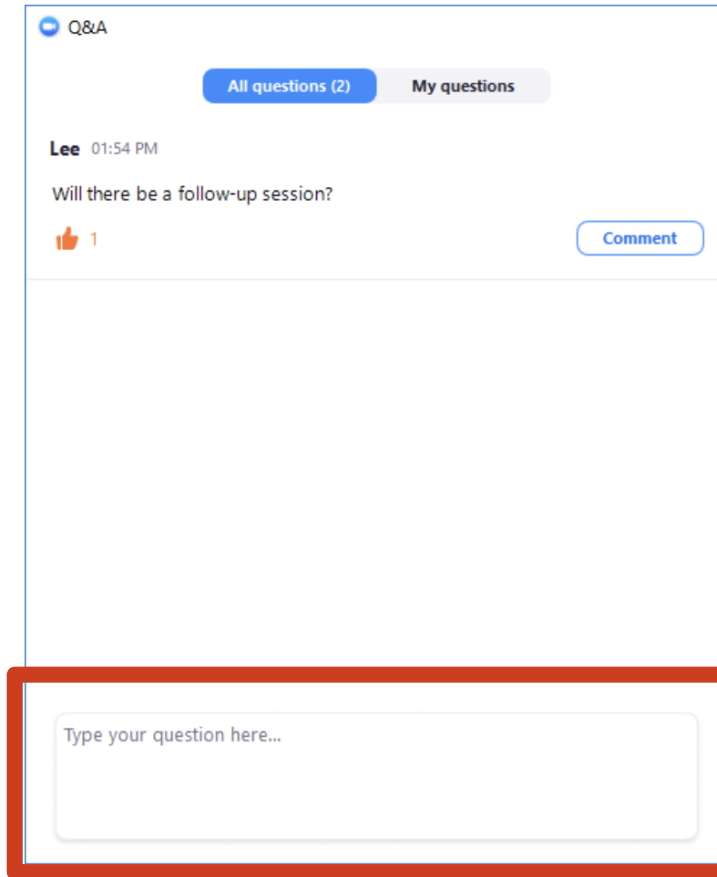 Q&A
All questions (2) My questions
Lee 01:54 PM
Will there be a follow-up session?
1 Comment
Type your question here...